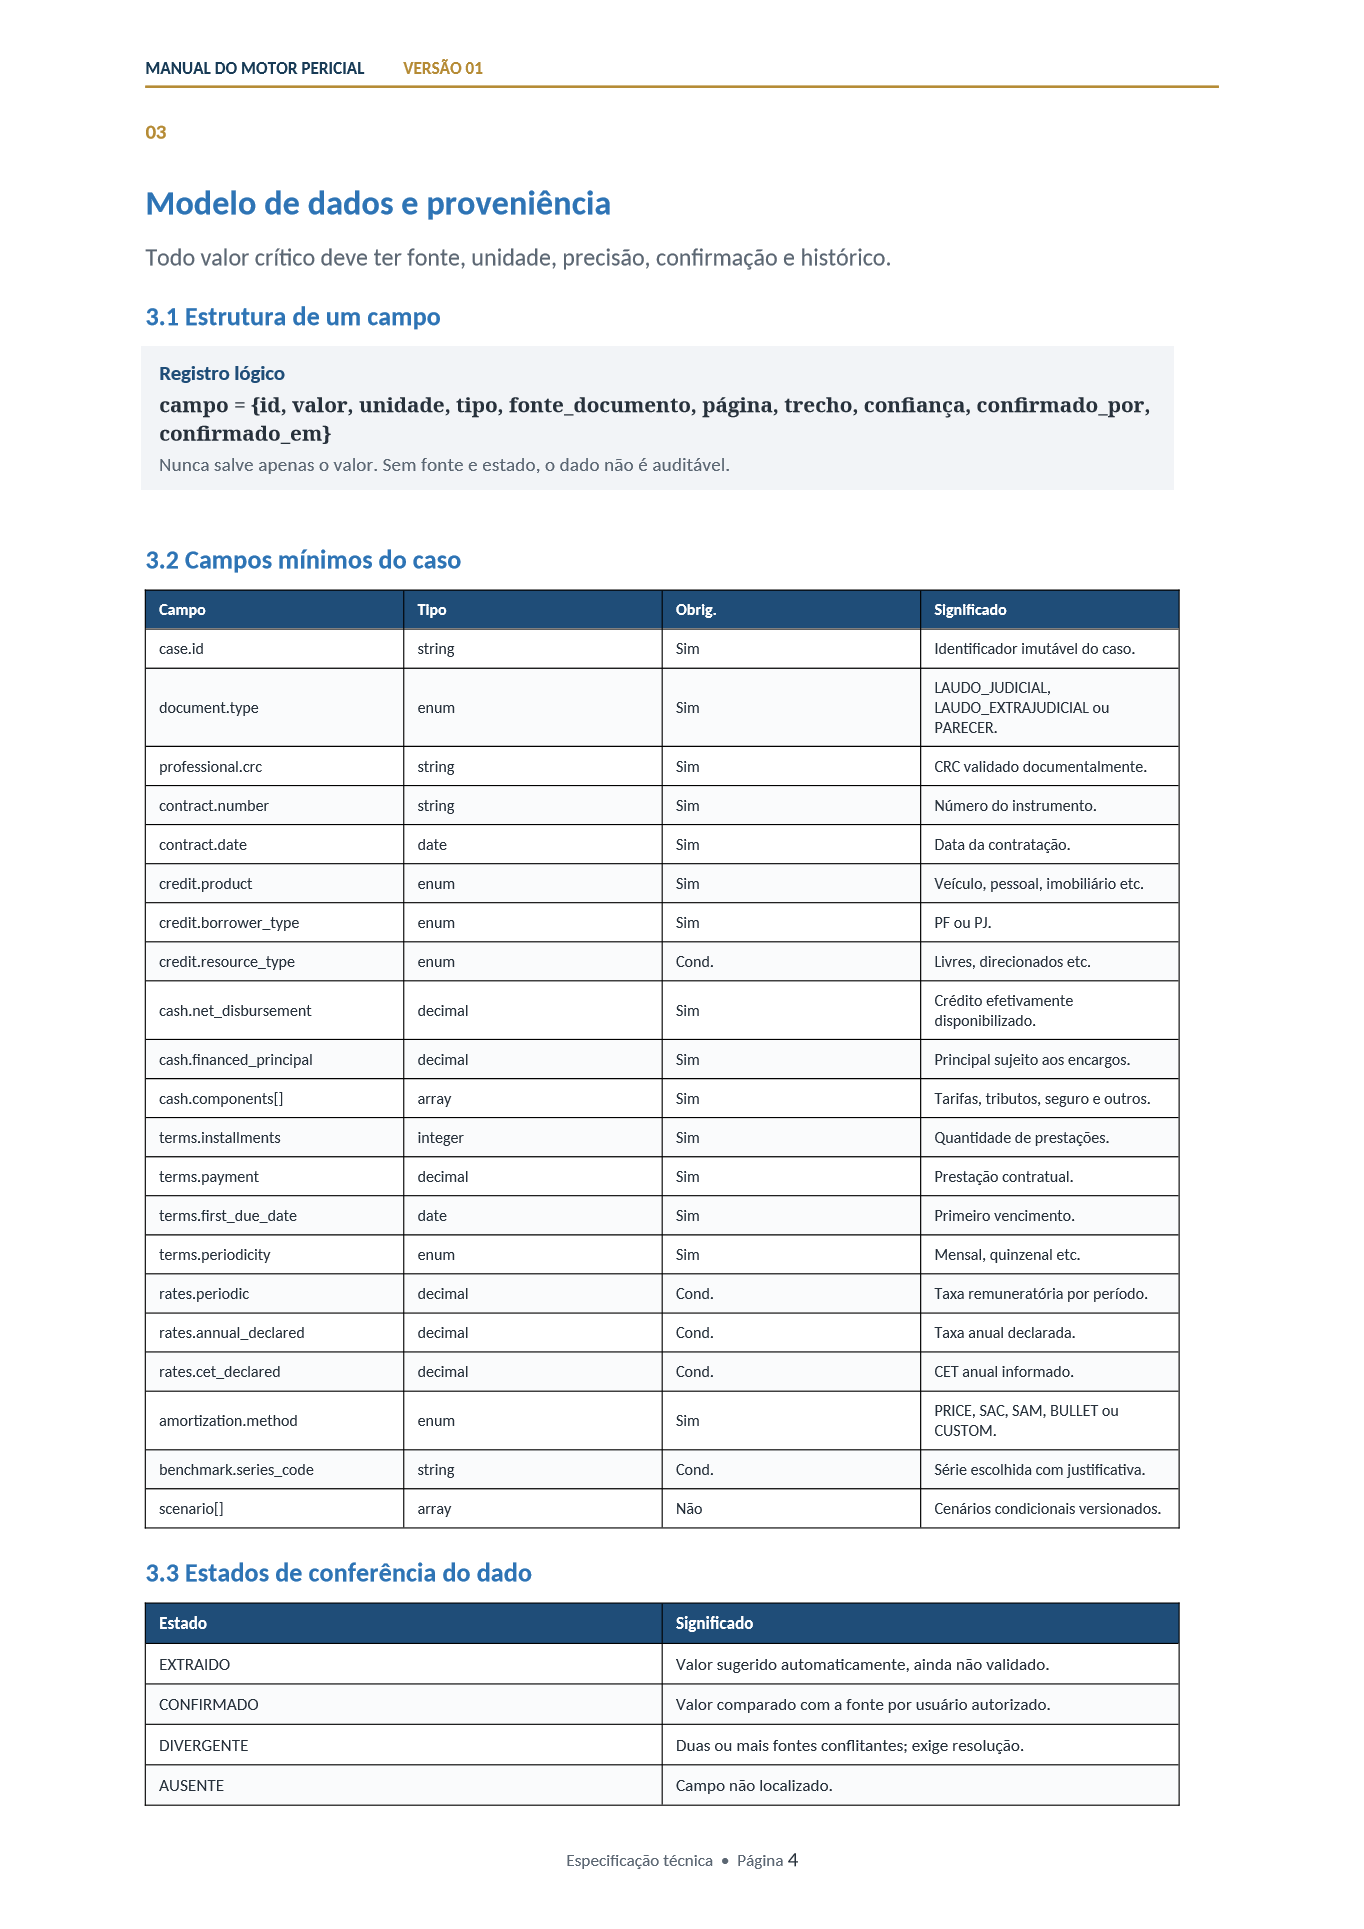 MANUAL DO MOTOR PERICIAL VERSÃO 01
03
Modelo de dados e proveniência
Todo valor crítico deve ter fonte, unidade, precisão, confirmação e histórico.
3.1 Estrutura de um campo
Registro lógico
campo = {id, valor, unidade, tipo, fonte_documento, página, trecho, confiança, confirmado_por,
confirmado_em}
Nunca salve apenas o valor. Sem fonte e estado, o dado não é auditável.
3.2 Campos mínimos do caso
Campo Tipo Obrig. Significado
case.id string Sim Identificador imutável do caso.
document.type enum Sim LAUDO_JUDICIAL,
LAUDO_EXTRAJUDICIAL ou
PARECER.
professional.crc string Sim CRC validado documentalmente.
contract.number string Sim Número do instrumento.
contract.date date Sim Data da contratação.
credit.product enum Sim Veículo, pessoal, imobiliário etc.
credit.borrower_type enum Sim PF ou PJ.
credit.resource_type enum Cond. Livres, direcionados etc.
cash.net_disbursement decimal Sim Crédito efetivamente
disponibilizado.
cash.financed_principal decimal Sim Principal sujeito aos encargos.
cash.components[] array Sim Tarifas, tributos, seguro e outros.
terms.installments integer Sim Quantidade de prestações.
terms.payment decimal Sim Prestação contratual.
terms.first_due_date date Sim Primeiro vencimento.
terms.periodicity enum Sim Mensal, quinzenal etc.
rates.periodic decimal Cond. Taxa remuneratória por período.
rates.annual_declared decimal Cond. Taxa anual declarada.
rates.cet_declared decimal Cond. CET anual informado.
amortization.method enum Sim PRICE, SAC, SAM, BULLET ou
CUSTOM.
benchmark.series_code string Cond. Série escolhida com justificativa.
scenario[] array Não Cenários condicionais versionados.
3.3 Estados de conferência do dado
Estado Significado
EXTRAIDO Valor sugerido automaticamente, ainda não validado.
CONFIRMADO Valor comparado com a fonte por usuário autorizado.
DIVERGENTE Duas ou mais fontes conflitantes; exige resolução.
AUSENTE Campo não localizado.
Especificação técnica • Página 4